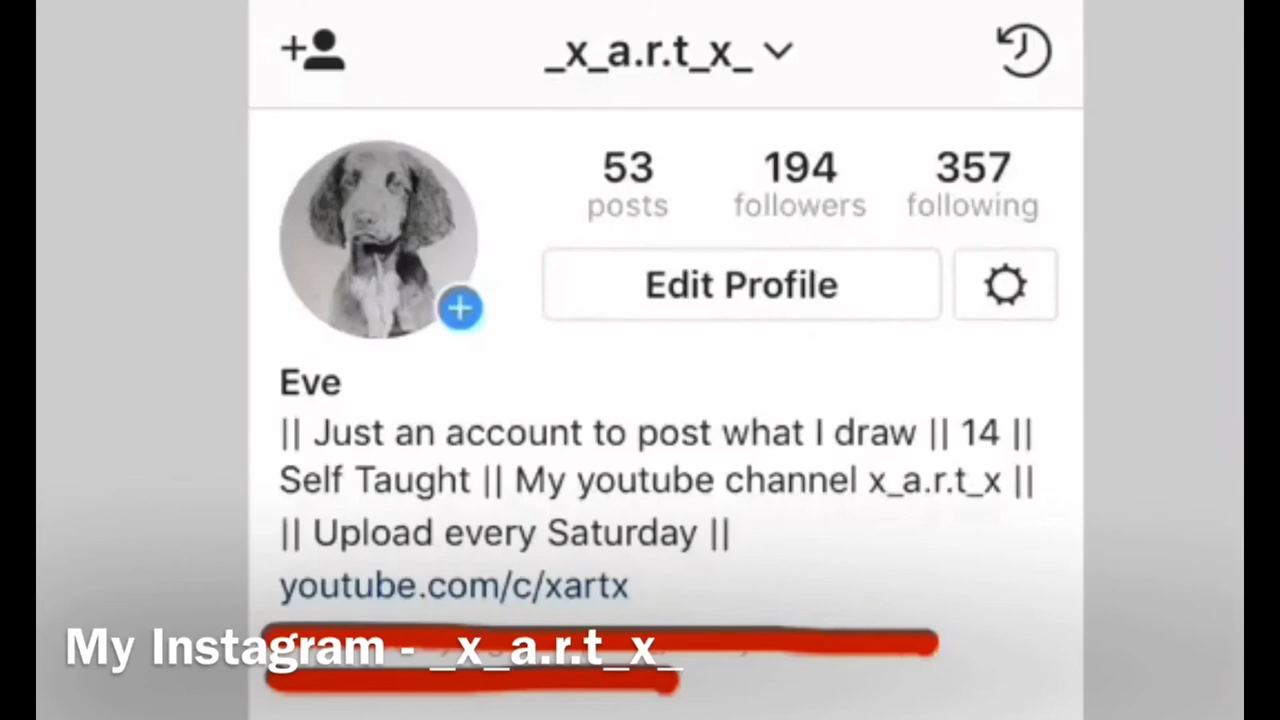 _x_a.r.t_x_
53 194 357
posts followers following
Edit Profile
Eve
|| Just an account to post what I draw || 14 ||
Self Taught || My youtube channel x_a.r.t_x ||
|| Upload every Saturday ||
youtube.com/c/xartx
My Instagram - _x_a.r.t_x_